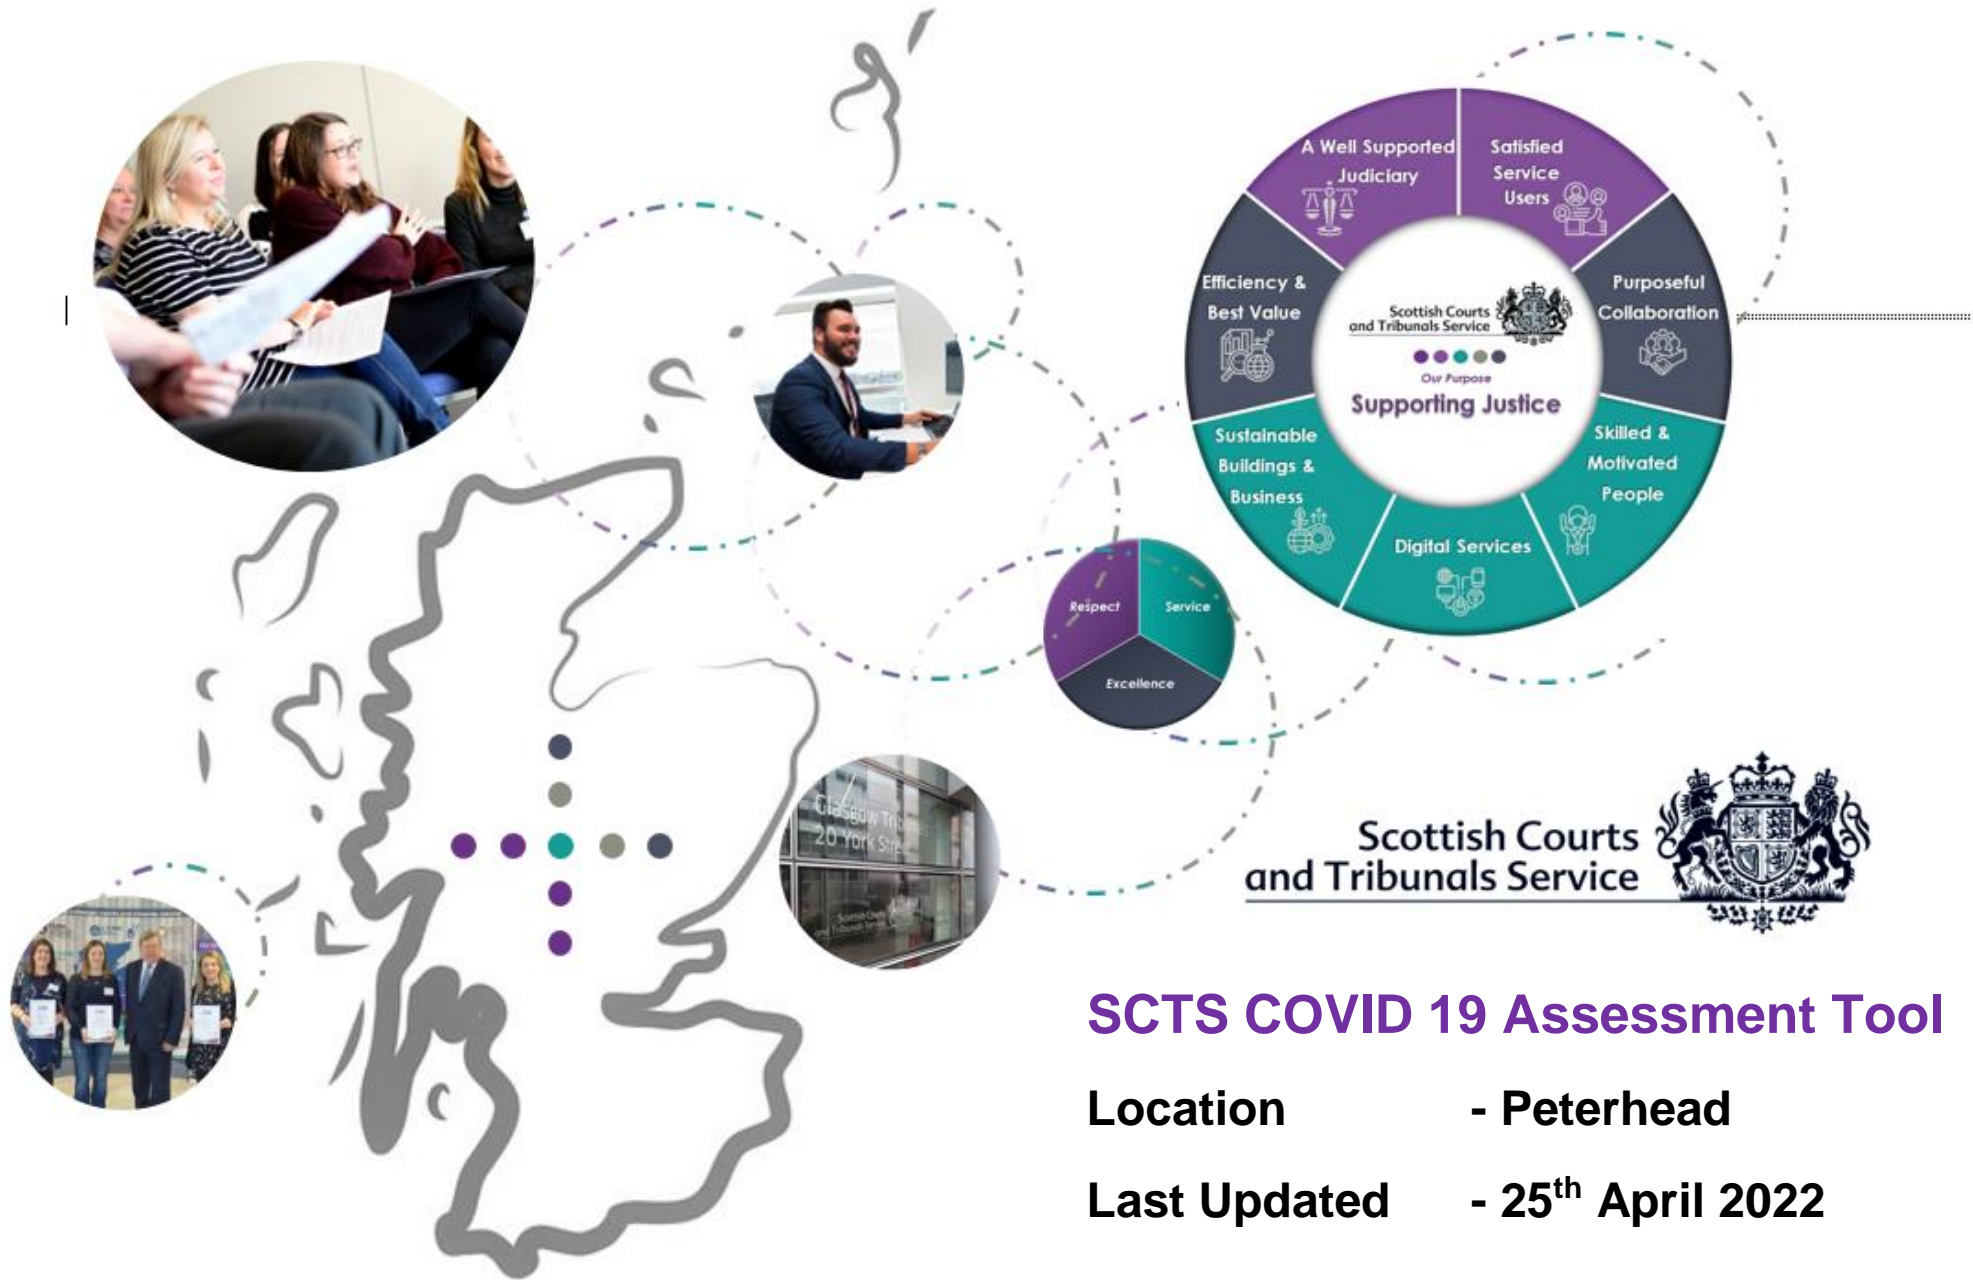 A Well Supported
Judiciary
Satisfied
Service
Users
Efficiency &
Best Value
Purposeful
Collaboration
Scottish Courts
and Tribunals Service
Our Purpose
Supporting Justice
Sustainable
Buildings &
Business
Skilled &
Motivated
People
Digital Services
Respect
Service
Excellence
Glasgow
20 York
Scottish Courts
and Tribunals Service
SCTS COVID 19 Assessment Tool
Location - Peterhead
Last Updated - 25th April 2022